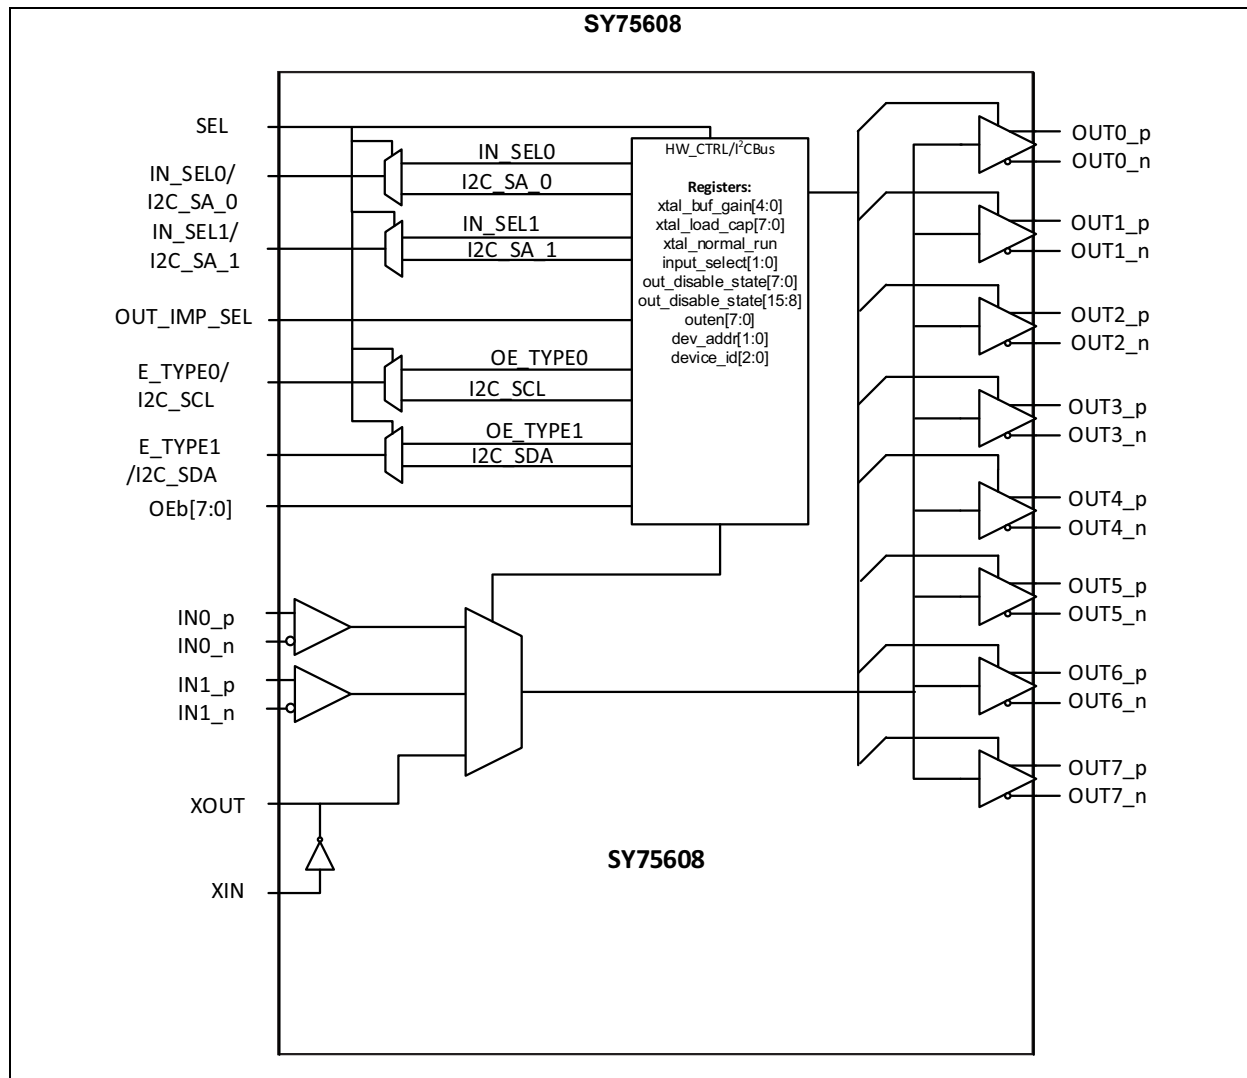 SY75608
SEL
IN_SEL0/
I2C_SA_0
IN_SEL1/
I2C_SA_1
OUT_IMP_SEL
E_TYPE0/
I2C_SCL
E_TYPE1
/I2C_SDA
OEb[7:0]
IN0_p
IN0_n
IN1_p
IN1_n
XOUT
XIN
IN_SEL0
I2C_SA_0
IN_SEL1
I2C_SA_1
OE_TYPE0
I2C_SCL
OE_TYPE1
I2C_SDA
HW_CTRL/I²CBus
Registers:
xtal_buf_gain[4:0]
xtal_load_cap[7:0]
xtal_normal_run
input_select[1:0]
out_disable_state[7:0]
out_disable_state[15:8]
outen[7:0]
dev_addr[1:0]
device_id[2:0]
OUT0_p
OUT0_n
OUT1_p
OUT1_n
OUT2_p
OUT2_n
OUT3_p
OUT3_n
OUT4_p
OUT4_n
OUT5_p
OUT5_n
OUT6_p
OUT6_n
OUT7_p
OUT7_n
SY75608